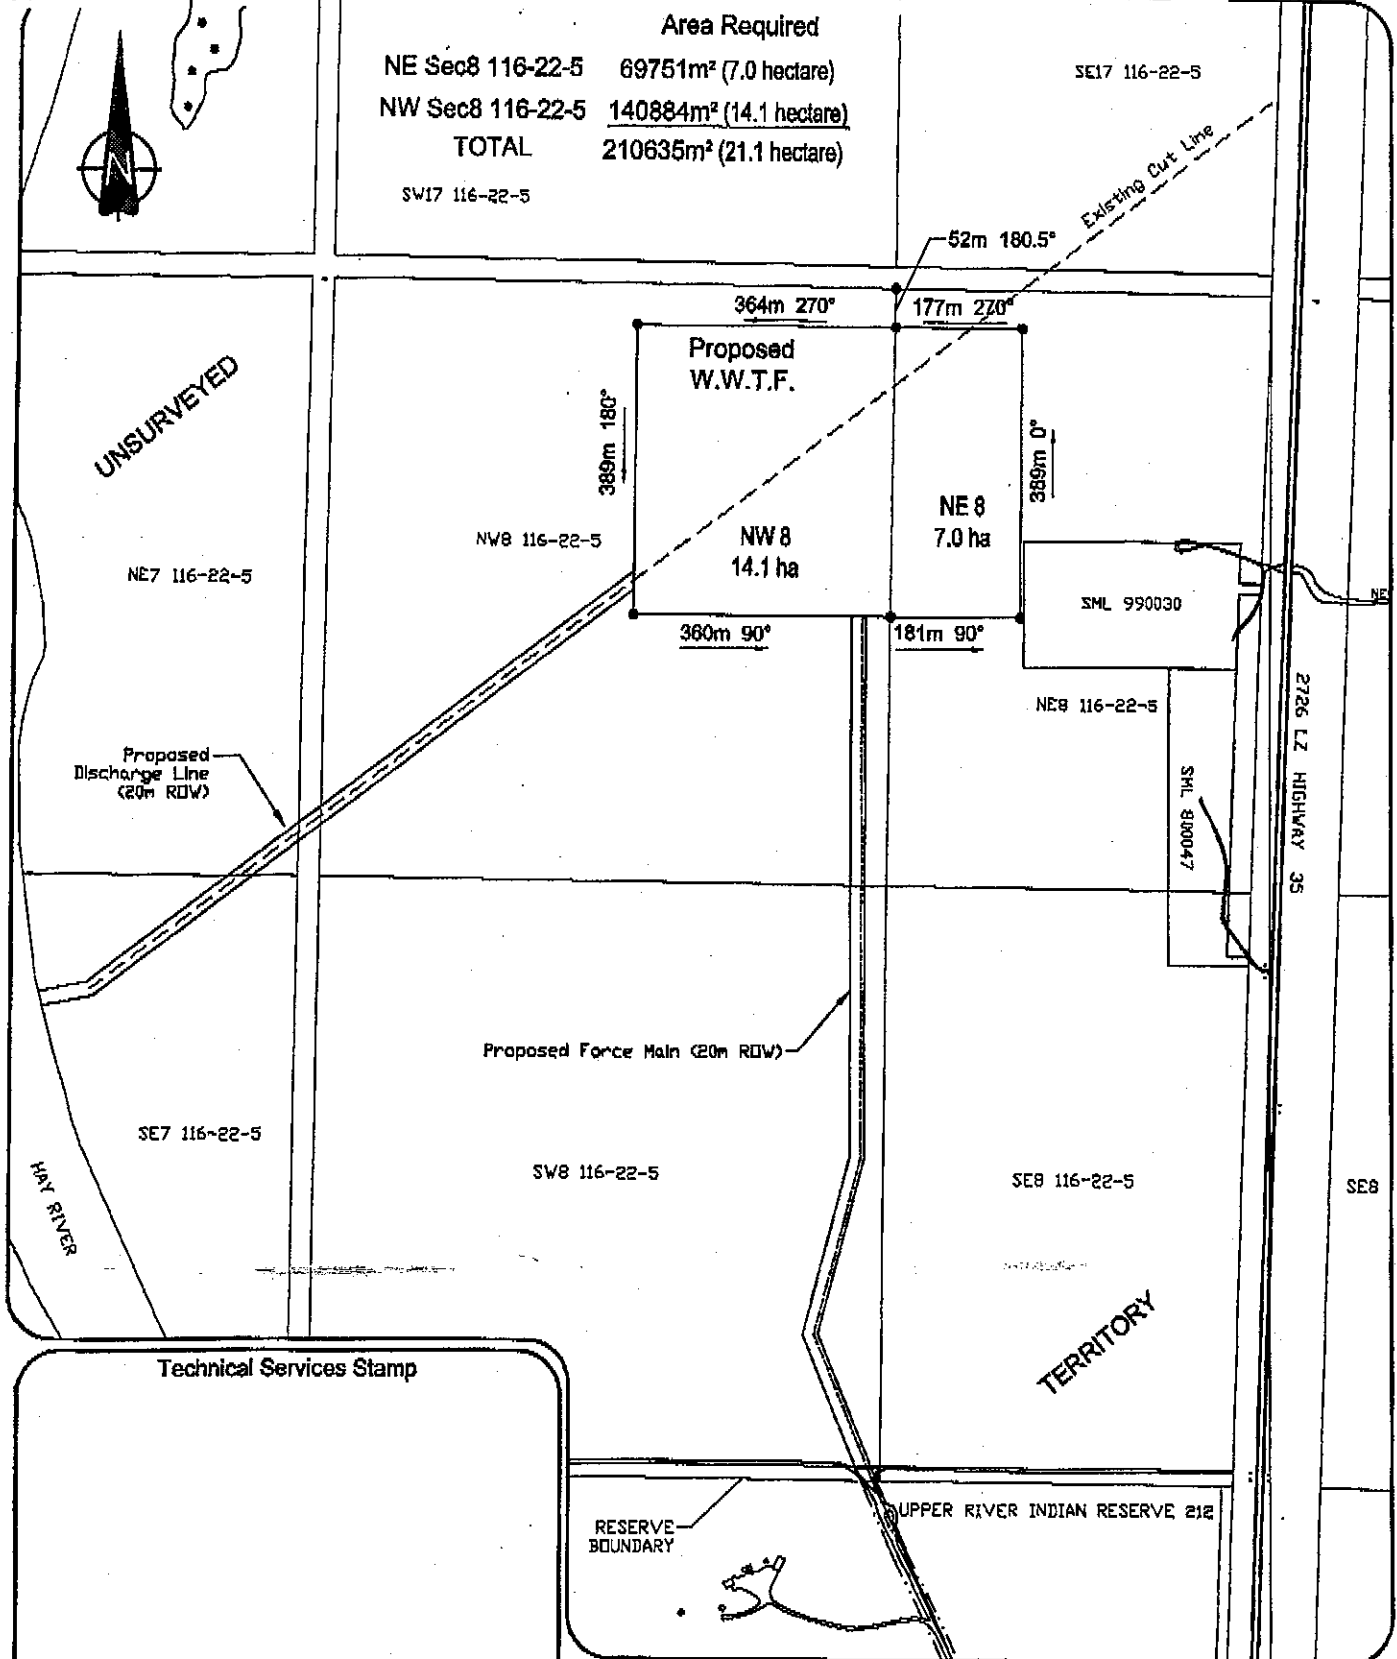 Area Required
NE Sec8 116-22-5 69751m² (7.0 hectare)
NW Sec8 116-22-5 140884m² (14.1 hectare)
TOTAL 210635m² (21.1 hectare)
SE17 116-22-5
SW17 116-22-5
N
Existing Cut Line
52m 180.5°
364m 270°
177m 270°
Proposed
W.W.T.F.
UNSURVEYED
389m 180°
389m 0°
NE 8
7.0 ha
NW8 116-22-5
NW 8
14.1 ha
NE7 116-22-5
SML 990030
NE
360m 90°
181m 90°
NE8 116-22-5
2726 LZ HIGHWAY 35
Proposed
Discharge Line
(20m ROW)
SML 800047
Proposed Force Main (20m ROW)
SE7 116-22-5
SW8 116-22-5
SE8 116-22-5
SE8
HAY RIVER
TERRITORY
Technical Services Stamp
UPPER RIVER INDIAN RESERVE 212
RESERVE
BOUNDARY